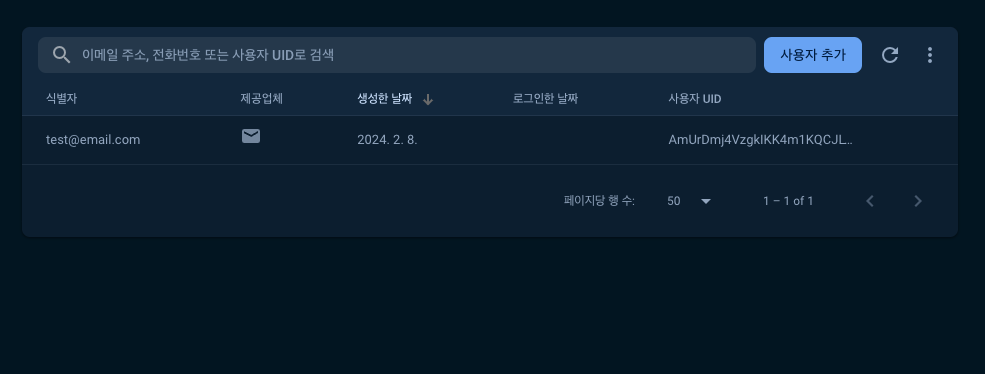 이메일 주소, 전화번호 또는 사용자 UID로 검색
사용자 추가
식별자 제공업체 생성한 날짜 로그인한 날짜 사용자 UID
test@email.com 2024. 2. 8. AmUrDmj4VzgkIKK4m1KQCJL...
페이지당 행 수: 50 1 – 1 of 1